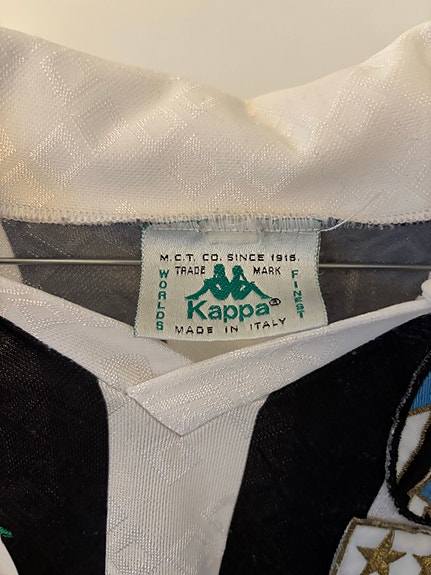 M.C.T. CO. SINCE 1916.
TRADE MARK
WORLDS
FINEST
Kappa®
MADE IN ITALY